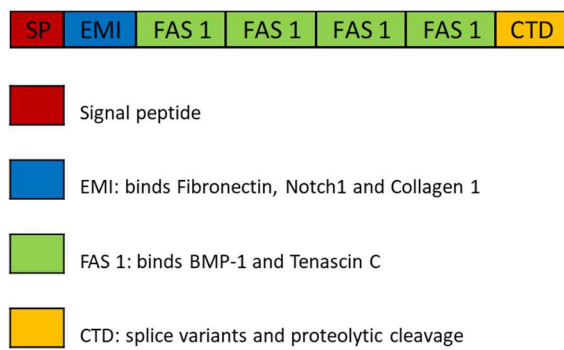 SP EMI FAS 1 FAS 1 FAS 1 FAS 1 CTD
Signal peptide
EMI: binds Fibronectin, Notch1 and Collagen 1
FAS 1: binds BMP-1 and Tenascin C
CTD: splice variants and proteolytic cleavage